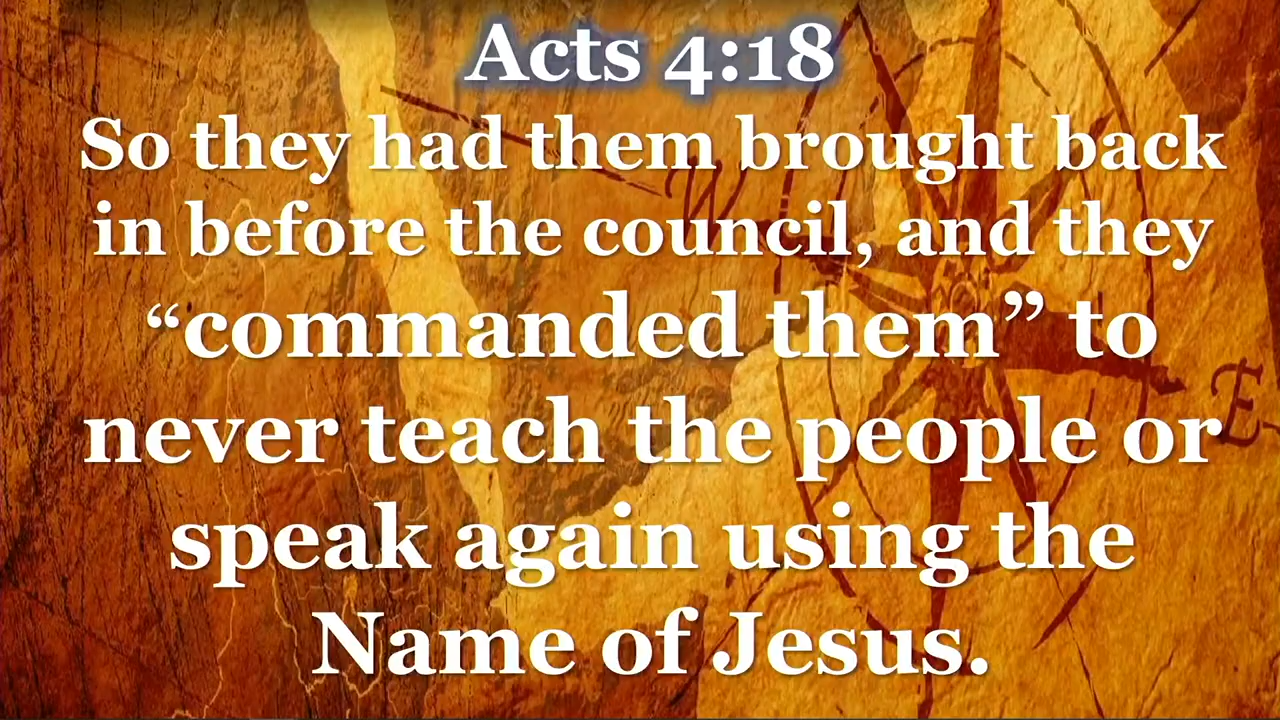 Acts 4:18
So they had them brought back
in before the council, and they
“commanded them” to
never teach the people or
speak again using the
Name of Jesus.
W
E